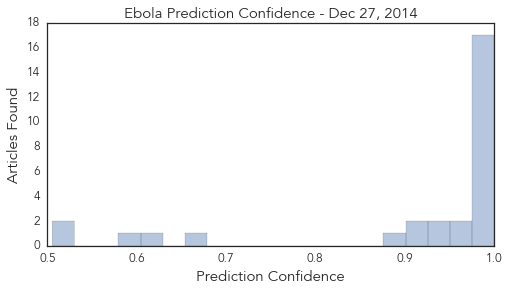 Ebola Prediction Confidence - Dec 27, 2014
Articles Found
18
16
14
12
10
8
6
4
2
0
0.5 0.6 0.7 0.8 0.9 1.0
Prediction Confidence